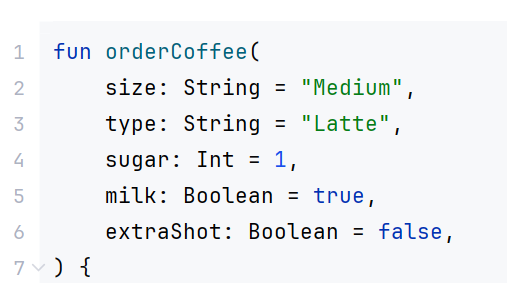 1 fun orderCoffee(
2     size: String = "Medium",
3     type: String = "Latte",
4     sugar: Int = 1,
5     milk: Boolean = true,
6     extraShot: Boolean = false,
7 ) {